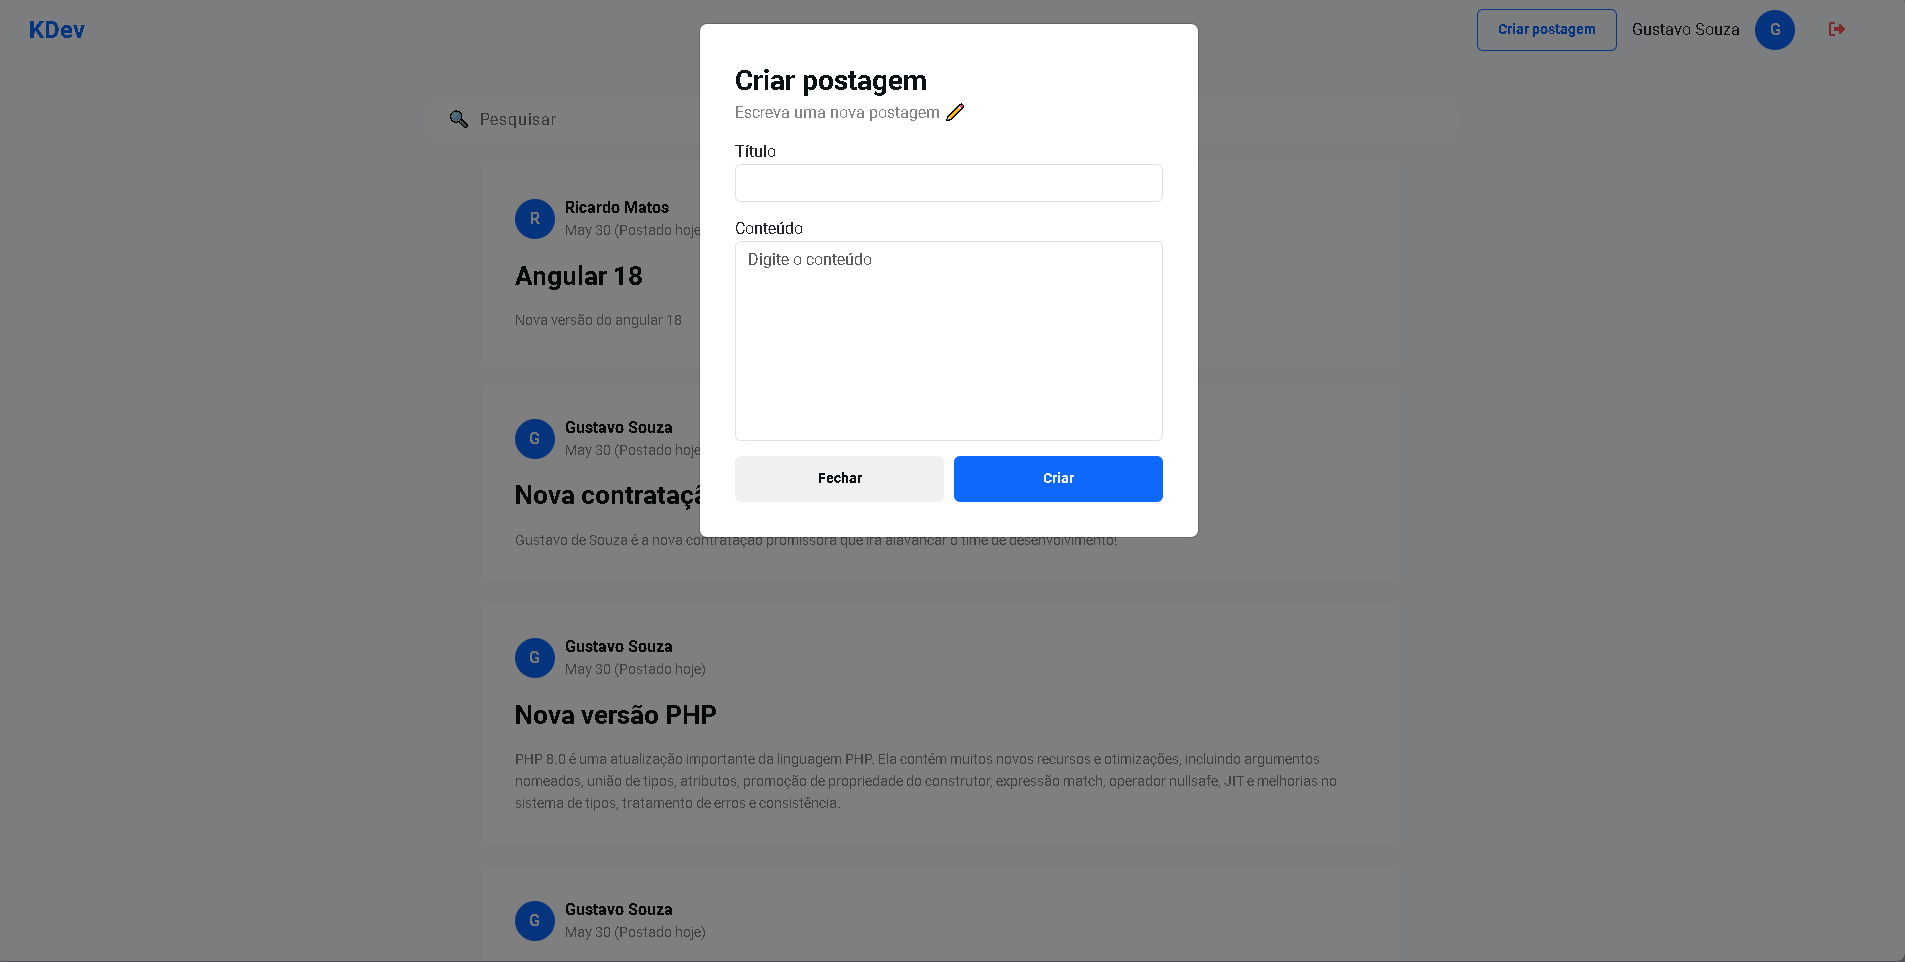 KDev
Criar postagem
Gustavo Souza
G
Criar postagem
Escreva uma nova postagem
Título
Conteúdo
Digite o conteúdo
Fechar
Criar
Pesquisar
R
Ricardo Matos
May 30 (Postado hoje
Angular 18
Nova versão do angular 18
G
Gustavo Souza
May 30 (Postado hoje
Nova contrataçã
Gustavo de Souza é a nova contratação promissora que irá alavancar o time de desenvolvimento!
G
Gustavo Souza
May 30 (Postado hoje)
Nova versão PHP
PHP 8.0 é uma atualização importante da linguagem PHP. Ela contém muitos novos recursos e otimizações, incluindo argumentos
nomeados, união de tipos, atributos, promoção de propriedade do construtor, expressão match, operador nullsafe, JIT e melhorias no
sistema de tipos, tratamento de erros e consistência.
G
Gustavo Souza
May 30 (Postado hoje)